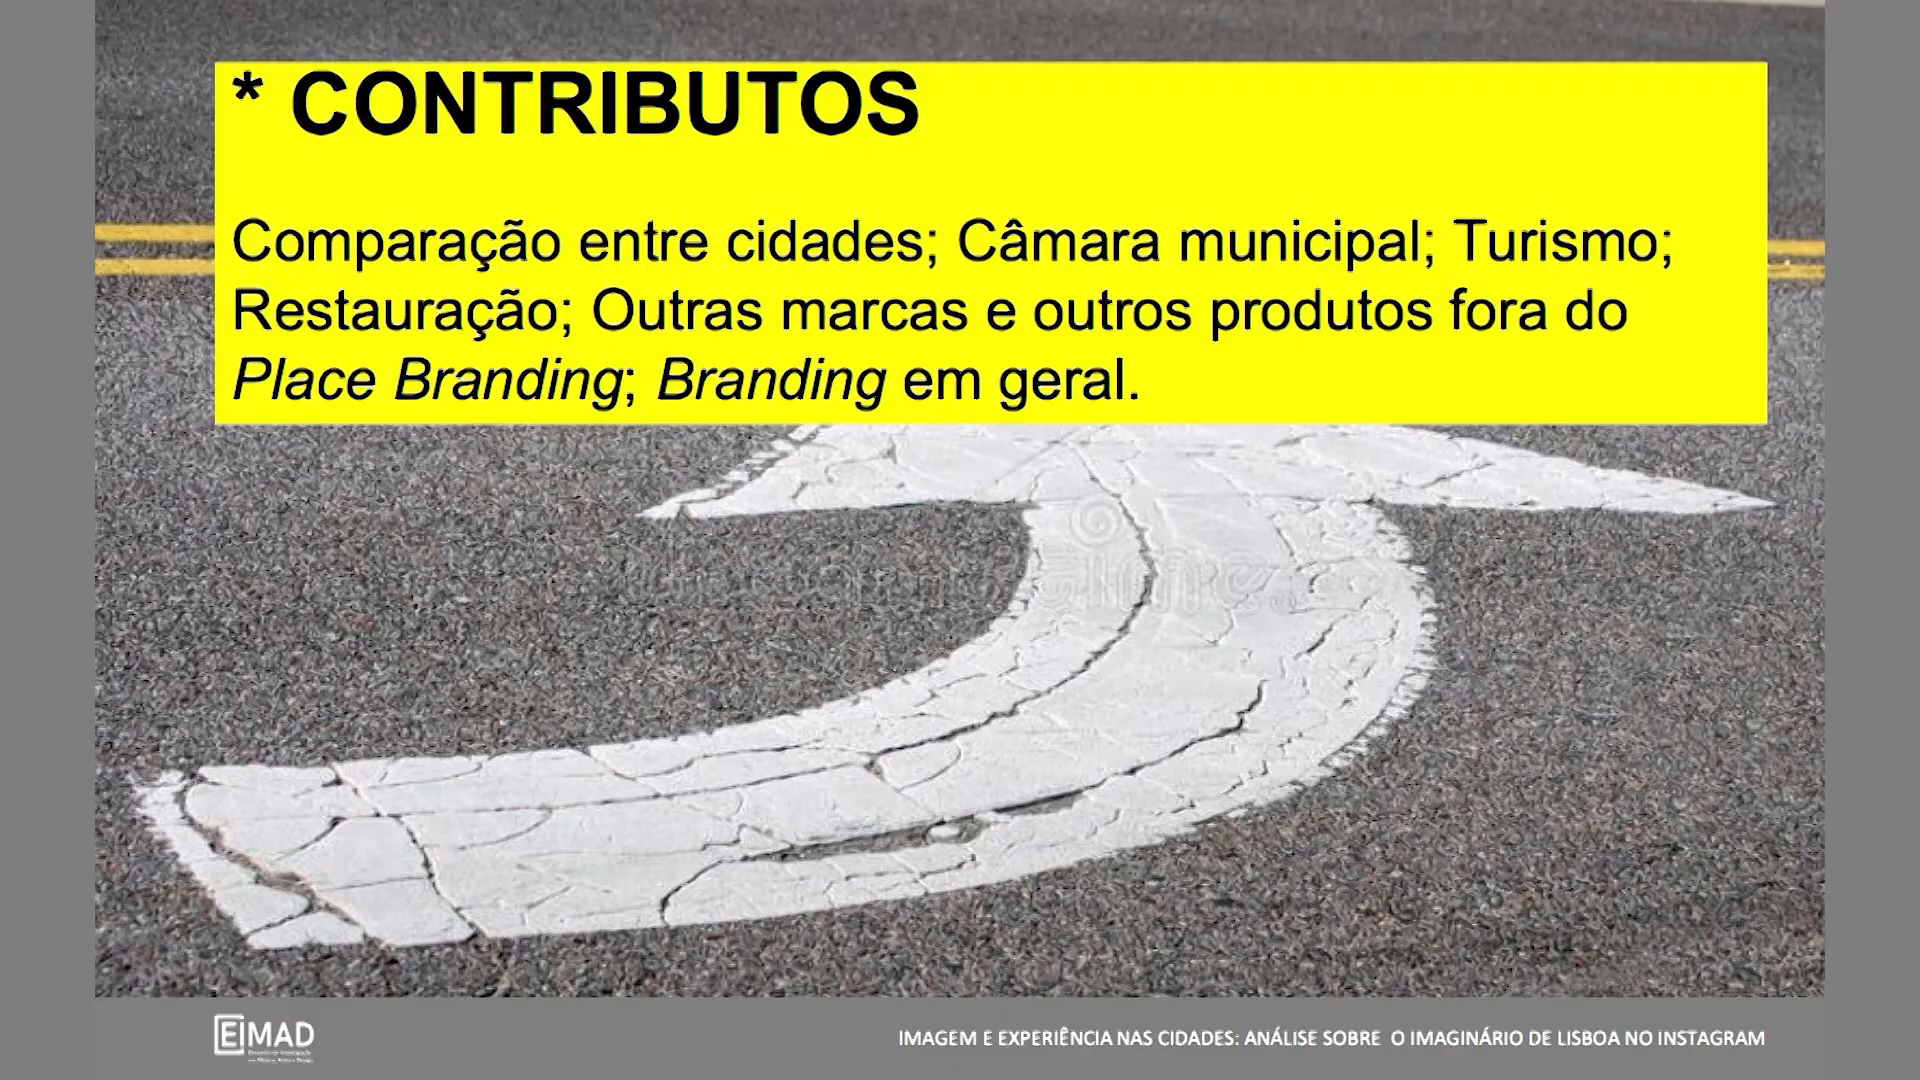 * CONTRIBUTOS
Comparação entre cidades; Câmara municipal; Turismo;
Restauração; Outras marcas e outros produtos fora do
Place Branding; Branding em geral.
EIMAD
IMAGEM E EXPERIÊNCIA NAS CIDADES: ANÁLISE SOBRE O IMAGINÁRIO DE LISBOA NO INSTAGRAM